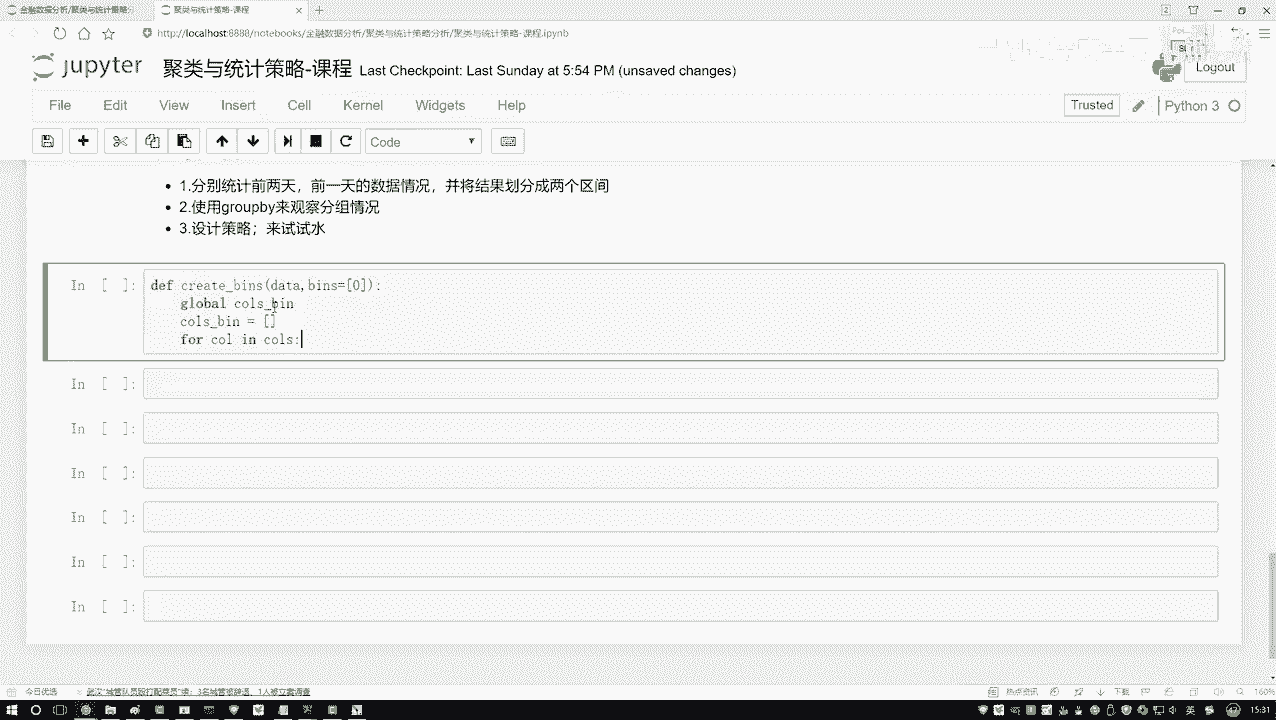 金融数据分析/聚类与统计策略
聚类与统计策略-课程
http://localhost:8888/notebooks/金融数据分析/聚类与统计策略分析/聚类与统计策略-课程.ipynb
jupyter 聚类与统计策略-课程 Last Checkpoint: Last Sunday at 5:54 PM (unsaved changes)
Logout
File Edit View Insert Cell Kernel Widgets Help
Trusted Python 3
Code
1.分别统计前两天，前一天的数据情况，并将结果划分成两个区间
2.使用groupby来观察分组情况
3.设计策略；来试试水
In [ ]: def create_bins(data,bins=[0]):
global cols_bin
cols_bin = []
for col in cols:
In [ ]:
In [ ]:
In [ ]:
In [ ]:
In [ ]:
In [ ]:
今日优选
热点资讯 下载 160%
英 15:31